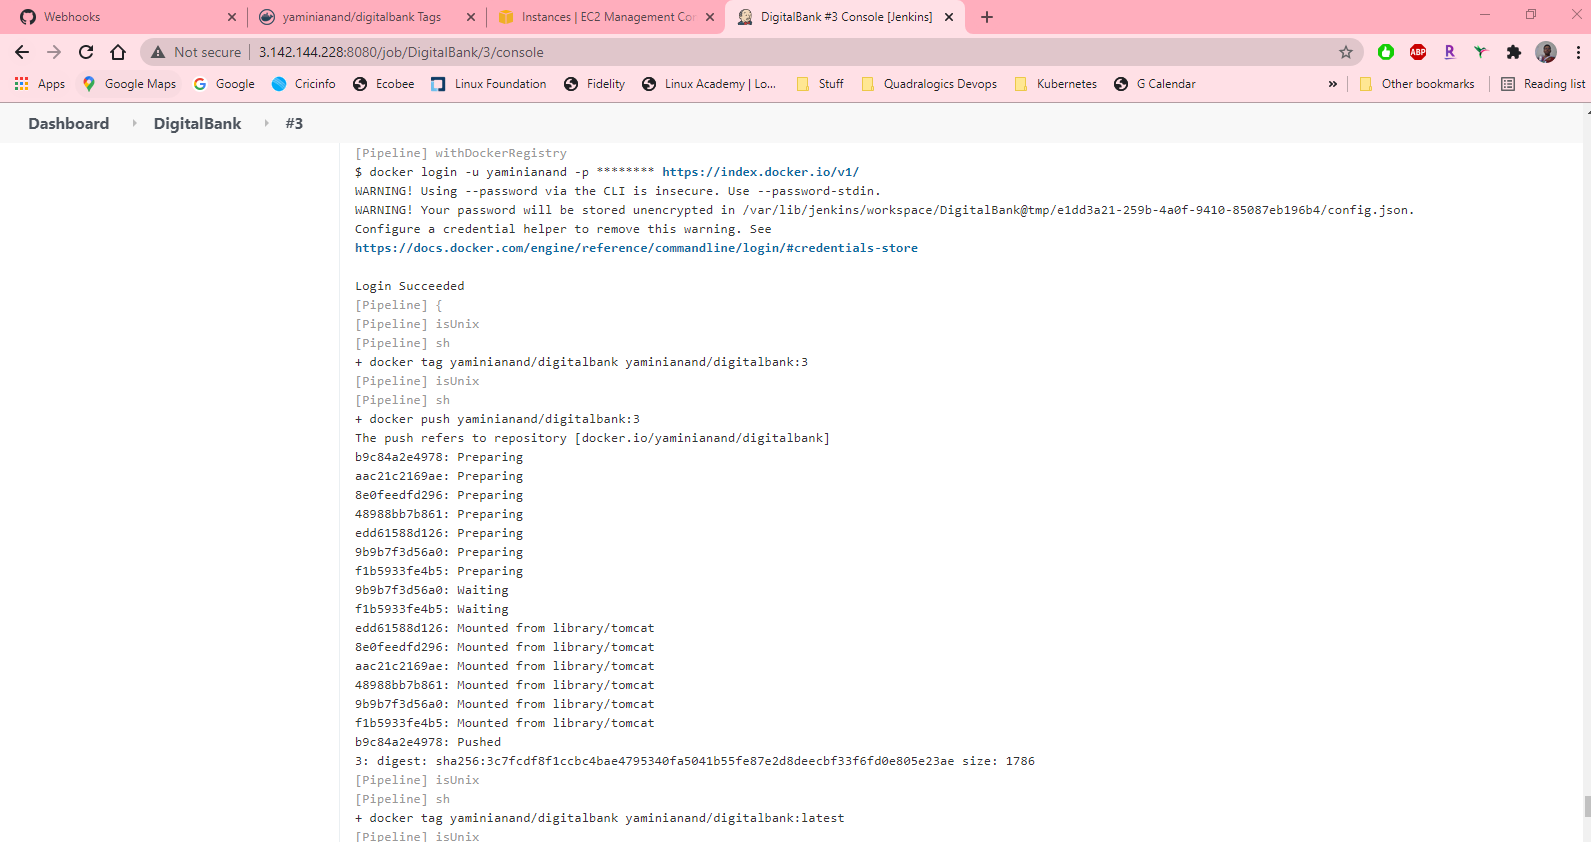 Webhooks
yaminianand/digitalbank Tags
Instances | EC2 Management Co
DigitalBank #3 Console [Jenkins]
Not secure | 3.142.144.228:8080/job/DigitalBank/3/console
ABP
R
Apps
Google Maps
Google
Cricinfo
Ecobee
Linux Foundation
Fidelity
Linux Academy | Lo...
Stuff
Quadralogics Devops
Kubernetes
G Calendar
»
Other bookmarks
Reading list
Dashboard
DigitalBank
#3
[Pipeline] withDockerRegistry
$ docker login -u yaminianand -p ******** https://index.docker.io/v1/
WARNING! Using --password via the CLI is insecure. Use --password-stdin.
WARNING! Your password will be stored unencrypted in /var/lib/jenkins/workspace/DigitalBank@tmp/e1dd3a21-259b-4a0f-9410-85087eb196b4/config.json.
Configure a credential helper to remove this warning. See
https://docs.docker.com/engine/reference/commandline/login/#credentials-store
Login Succeeded
[Pipeline] {
[Pipeline] isUnix
[Pipeline] sh
+ docker tag yaminianand/digitalbank yaminianand/digitalbank:3
[Pipeline] isUnix
[Pipeline] sh
+ docker push yaminianand/digitalbank:3
The push refers to repository [docker.io/yaminianand/digitalbank]
b9c84a2e4978: Preparing
aac21c2169ae: Preparing
8e0feedfd296: Preparing
48988bb7b861: Preparing
edd61588d126: Preparing
9b9b7f3d56a0: Preparing
f1b5933fe4b5: Preparing
9b9b7f3d56a0: Waiting
f1b5933fe4b5: Waiting
edd61588d126: Mounted from library/tomcat
8e0feedfd296: Mounted from library/tomcat
aac21c2169ae: Mounted from library/tomcat
48988bb7b861: Mounted from library/tomcat
9b9b7f3d56a0: Mounted from library/tomcat
f1b5933fe4b5: Mounted from library/tomcat
b9c84a2e4978: Pushed
3: digest: sha256:3c7fcdf8f1ccbc4bae4795340fa5041b55fe87e2d8deecbf33f6fd0e805e23ae size: 1786
[Pipeline] isUnix
[Pipeline] sh
+ docker tag yaminianand/digitalbank yaminianand/digitalbank:latest
[Pipeline] isUnix